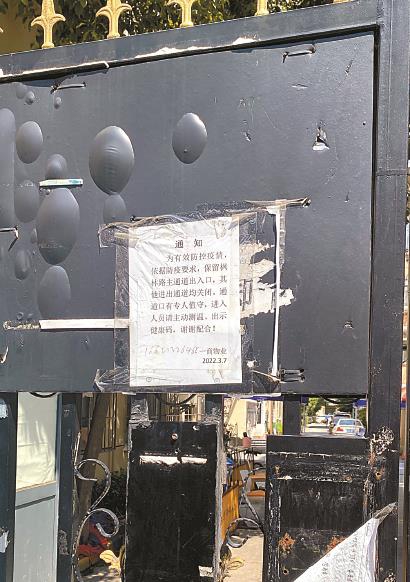 通 知
为有效防控疫情，
依据防疫要求，保留枫
林路主通道出入口，其
他进出通道均关闭。通
道口有专人值守，进入
人员请主动测温、出示
健康码，谢谢配合！
一商物业
2022.3.7